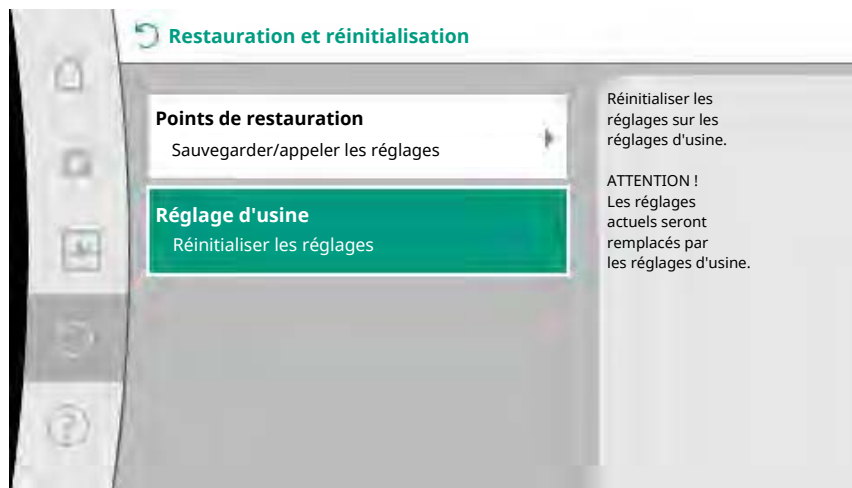 Restauration et réinitialisation
Points de restauration
Sauvegarder/appeler les réglages
Réglage d'usine
Réinitialiser les réglages
Réinitialiser les
réglages sur les
réglages d'usine.
ATTENTION !
Les réglages
actuels seront
remplacés par
les réglages d'usine.